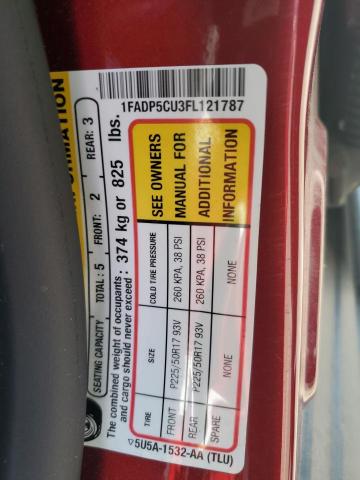 FORMATION
SEATING CAPACITY TOTAL : 5 FRONT: 2 REAR: 3
The combined weight of occupants
and cargo should never exceed : 374 kg or 825 lbs.
TIRE SIZE COLD TIRE PRESSURE SEE OWNERS
FRONT P225/50R17 93V 260 KPA, 38 PSI MANUAL FOR
REAR P225/50R17 93V 260 KPA, 38 PSI ADDITIONAL
SPARE NONE NONE INFORMATION
▽5U5A-1532-AA (TLU)
1FADP5CU3FL121787